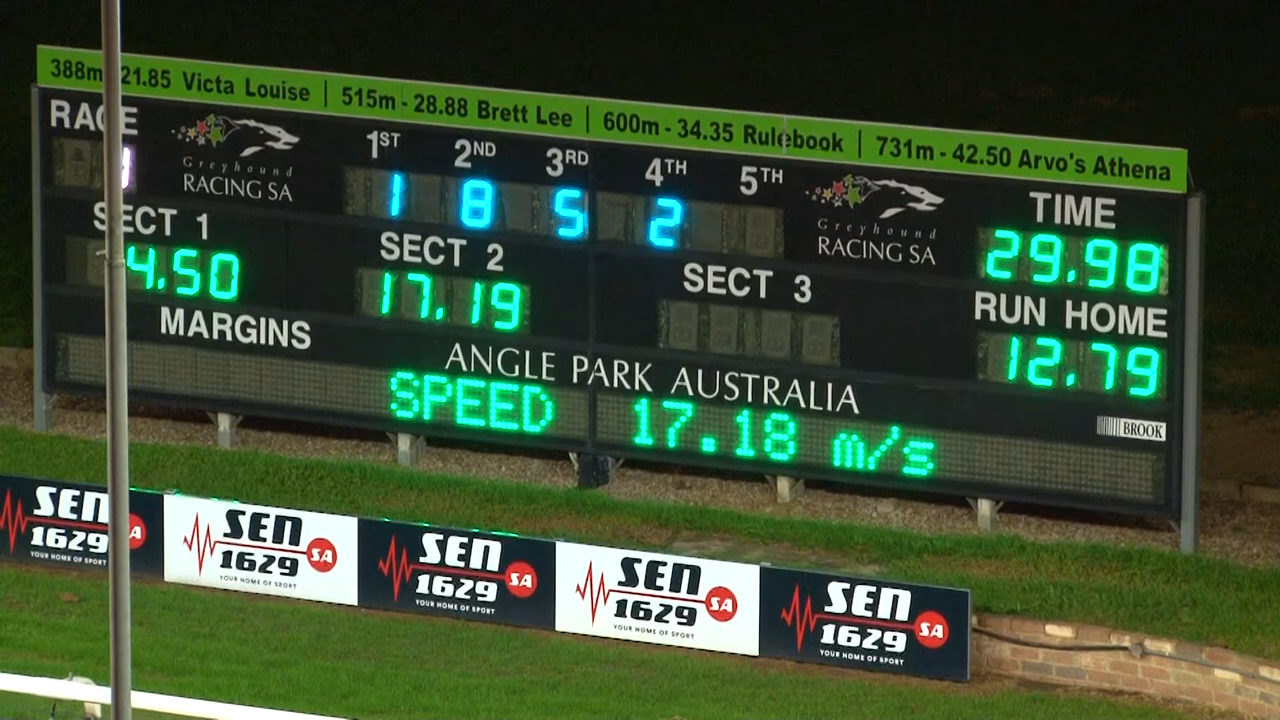 388m 21.85 Victa Louise | 515m - 28.88 Brett Lee | 600m - 34.35 Rulebook | 731m - 42.50 Arvo's Athena
RACE
Greyhound
RACING SA
1ST 2ND 3RD 4TH 5TH
1 8 5 2
Greyhound
RACING SA
TIME
29.98
SECT 1
4.50
SECT 2
17.19
SECT 3
RUN HOME
12.79
MARGINS
ANGLE PARK AUSTRALIA
SPEED 17.18 m/s
BROOK
SEN
1629
YOUR HOME OF SPORT
SEN
1629 SA
YOUR HOME OF SPORT
SEN
1629 SA
YOUR HOME OF SPORT
SEN
1629 SA
YOUR HOME OF SPORT
SEN
1629 SA
YOUR HOME OF SPORT